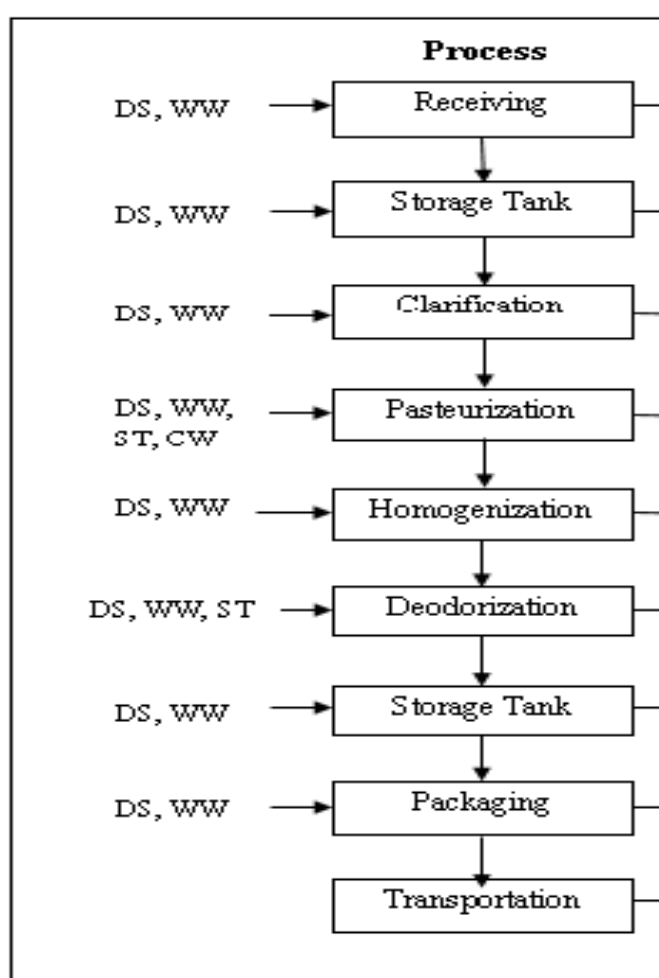 Process
DS, WW
Receiving
DS, WW
Storage Tank
DS, WW
Clarification
DS, WW,
ST, CW
Pasteurization
DS, WW
Homogenization
DS, WW, ST
Deodorization
DS, WW
Storage Tank
DS, WW
Packaging
Transportation